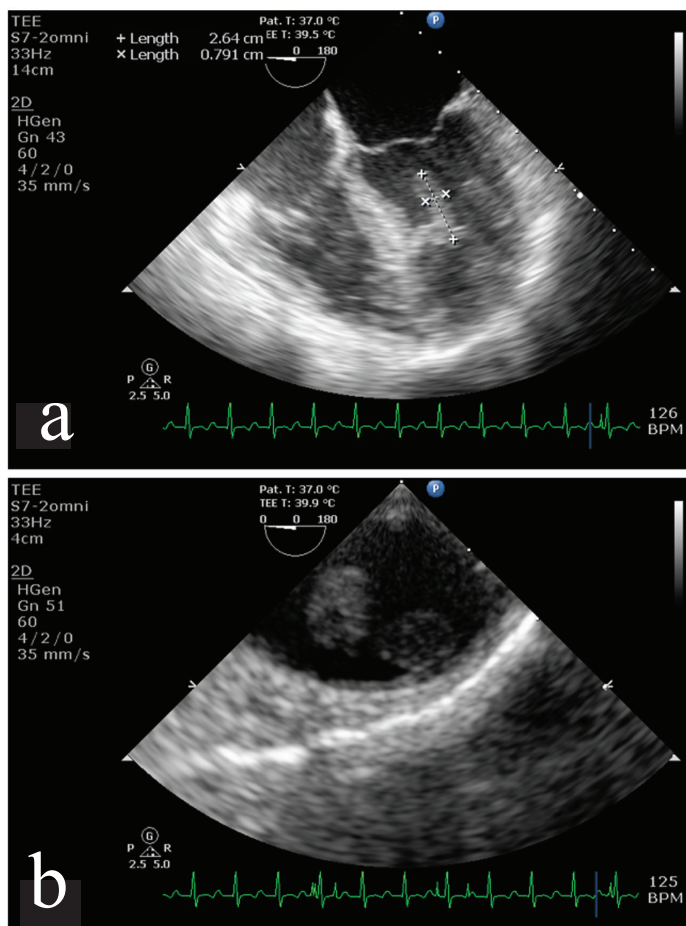 TEE
S7-2omni
33Hz
14cm
2D
HGen
Gn 43
60
4/2/0
35 mm/s
+ Length 2.64 cm
× Length 0.791 cm
Pat. T: 37.0 °C
EE T: 39.5 °C
0 0 180
P
G
P R
2.5 5.0
126
BPM
a
TEE
S7-2omni
33Hz
4cm
2D
HGen
Gn 51
60
4/2/0
35 mm/s
Pat. T: 37.0 °C
TEE T: 39.9 °C
0 0 180
P
G
P R
2.5 5.0
125
BPM
b